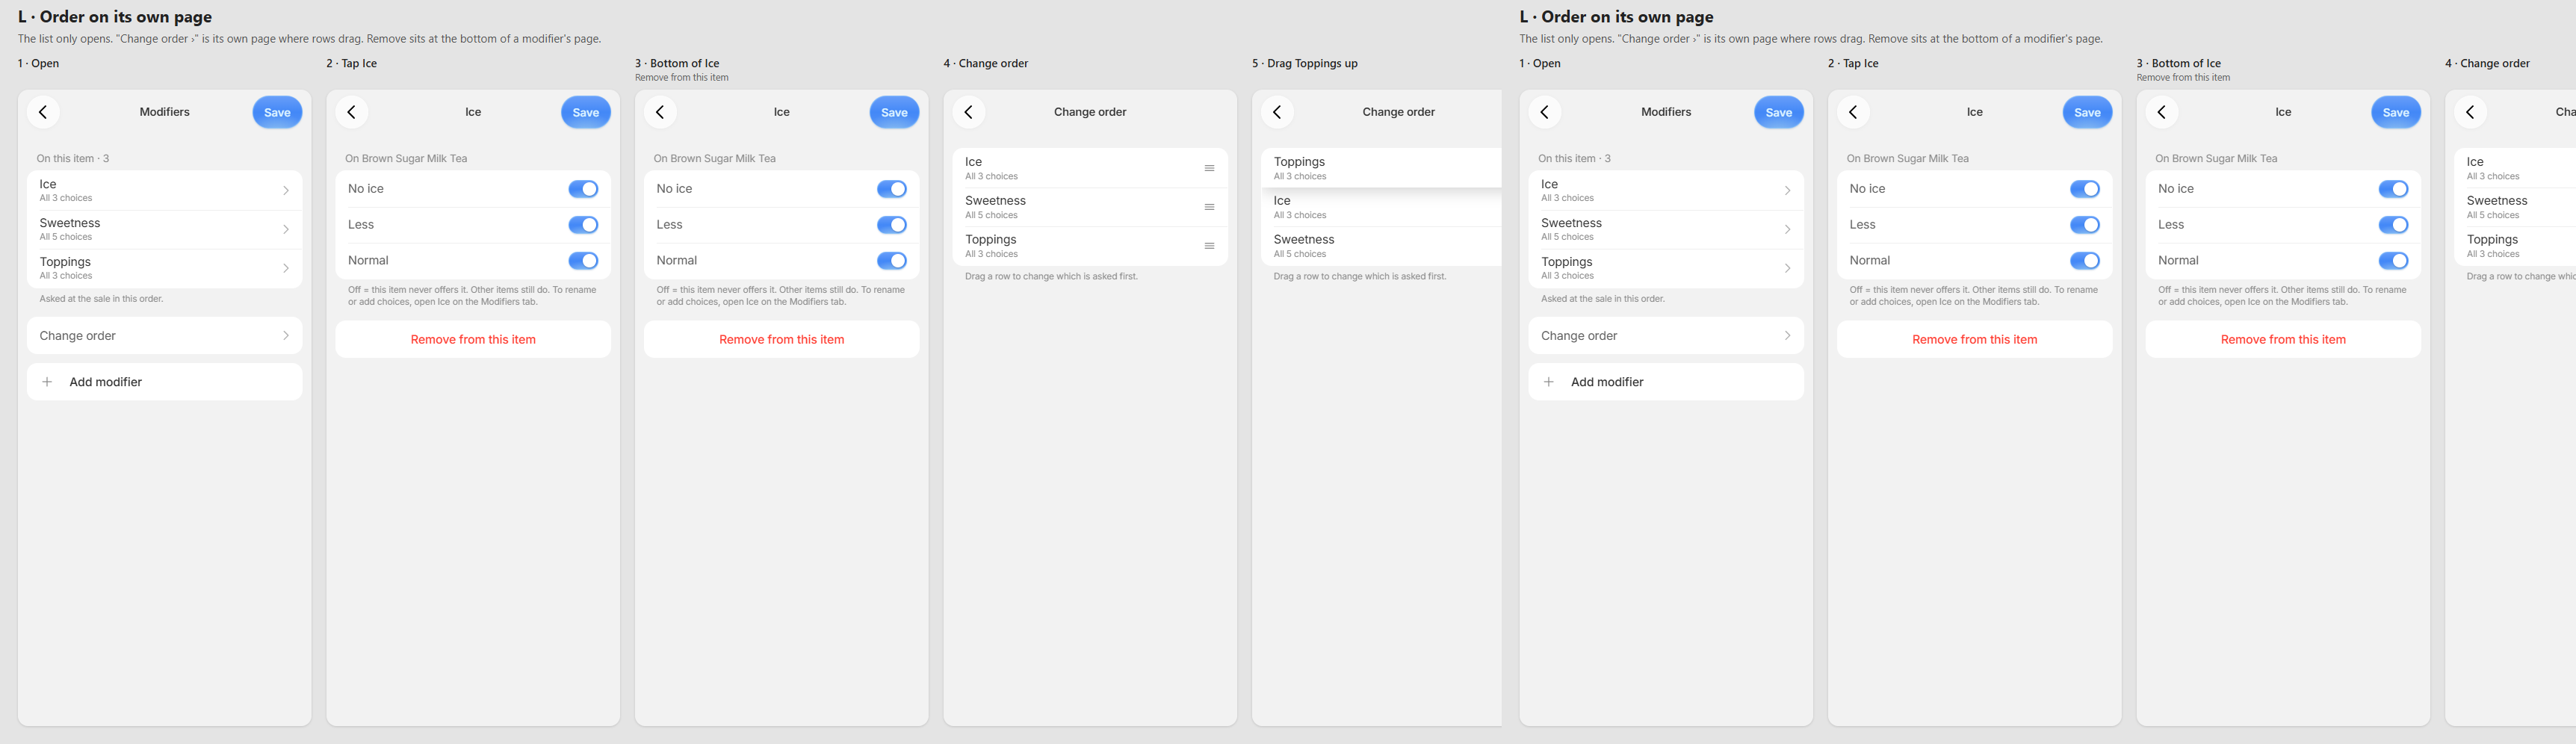 L · Order on its own page
The list only opens. "Change order ›" is its own page where rows drag. Remove sits at the bottom of a modifier's page.
1 · Open
Modifiers
Save
On this item · 3
Ice
All 3 choices
Sweetness
All 5 choices
Toppings
All 3 choices
Asked at the sale in this order.
Change order
Add modifier
2 · Tap Ice
Ice
Save
On Brown Sugar Milk Tea
No ice
Less
Normal
Off = this item never offers it. Other items still do. To rename
or add choices, open Ice on the Modifiers tab.
Remove from this item
3 · Bottom of Ice
Remove from this item
Ice
Save
On Brown Sugar Milk Tea
No ice
Less
Normal
Off = this item never offers it. Other items still do. To rename
or add choices, open Ice on the Modifiers tab.
Remove from this item
4 · Change order
Change order
Ice
All 3 choices
Sweetness
All 5 choices
Toppings
All 3 choices
Drag a row to change which is asked first.
5 · Drag Toppings up
Change order
Toppings
All 3 choices
Ice
All 3 choices
Sweetness
All 5 choices
Drag a row to change which is asked first.
L · Order on its own page
The list only opens. "Change order ›" is its own page where rows drag. Remove sits at the bottom of a modifier's page.
1 · Open
Modifiers
Save
On this item · 3
Ice
All 3 choices
Sweetness
All 5 choices
Toppings
All 3 choices
Asked at the sale in this order.
Change order
Add modifier
2 · Tap Ice
Ice
Save
On Brown Sugar Milk Tea
No ice
Less
Normal
Off = this item never offers it. Other items still do. To rename
or add choices, open Ice on the Modifiers tab.
Remove from this item
3 · Bottom of Ice
Remove from this item
Ice
Save
On Brown Sugar Milk Tea
No ice
Less
Normal
Off = this item never offers it. Other items still do. To rename
or add choices, open Ice on the Modifiers tab.
Remove from this item
4 · Change order
Ice
All 3 choices
Sweetness
All 5 choices
Toppings
All 3 choices
Drag a row to change